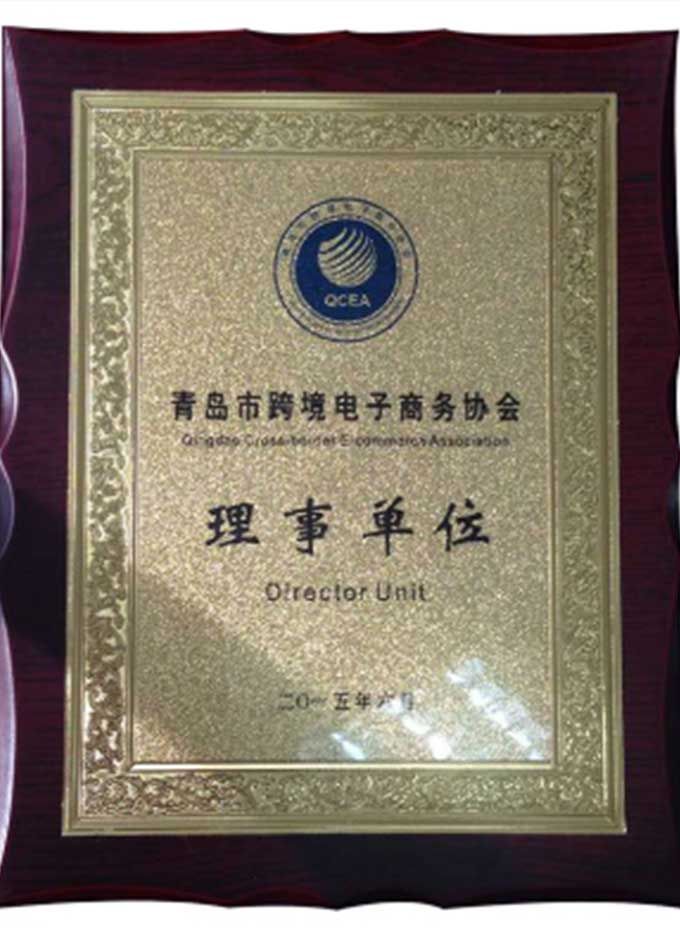 QCEA
青岛市跨境电子商务协会
Qingdao Cross-border E-commerce Association
理事单位
Director Unit
二〇一五年六月